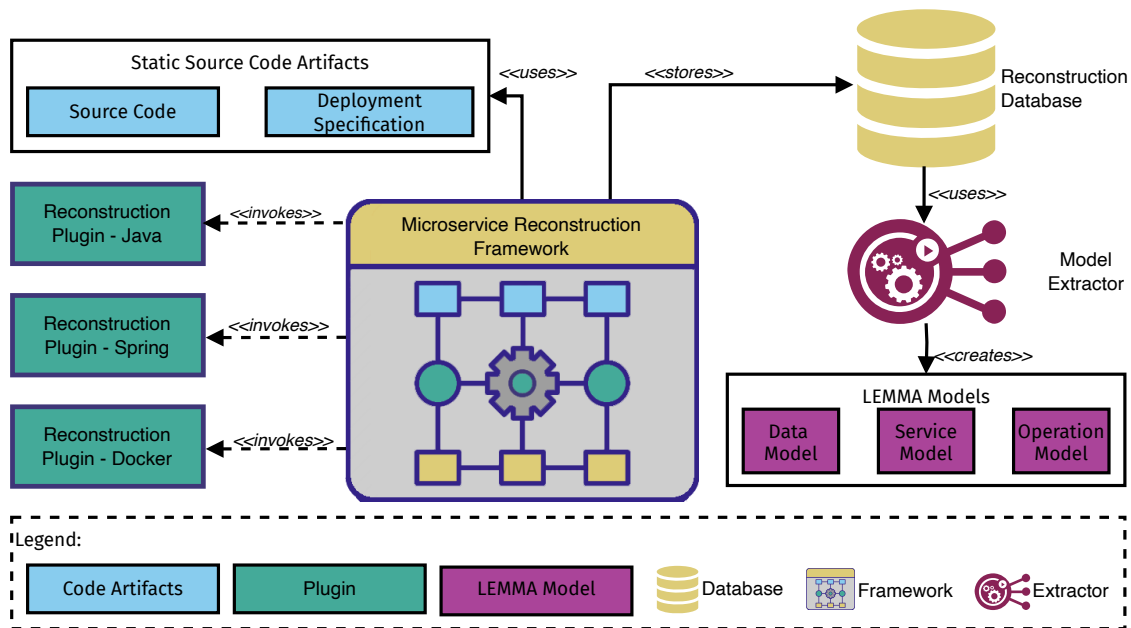 Static Source Code Artifacts
Source Code
Deployment
Specification
<<uses>>
<<stores>>
Reconstruction
Database
<<uses>>
Reconstruction
Plugin - Java
<<invokes>>
Microservice Reconstruction
Framework
Model
Extractor
Reconstruction
Plugin - Spring
<<invokes>>
<<creates>>
LEMMA Models
Data
Model
Service
Model
Operation
Model
Reconstruction
Plugin - Docker
<<invokes>>
Legend:
Code Artifacts
Plugin
LEMMA Model
Database
Framework
Extractor